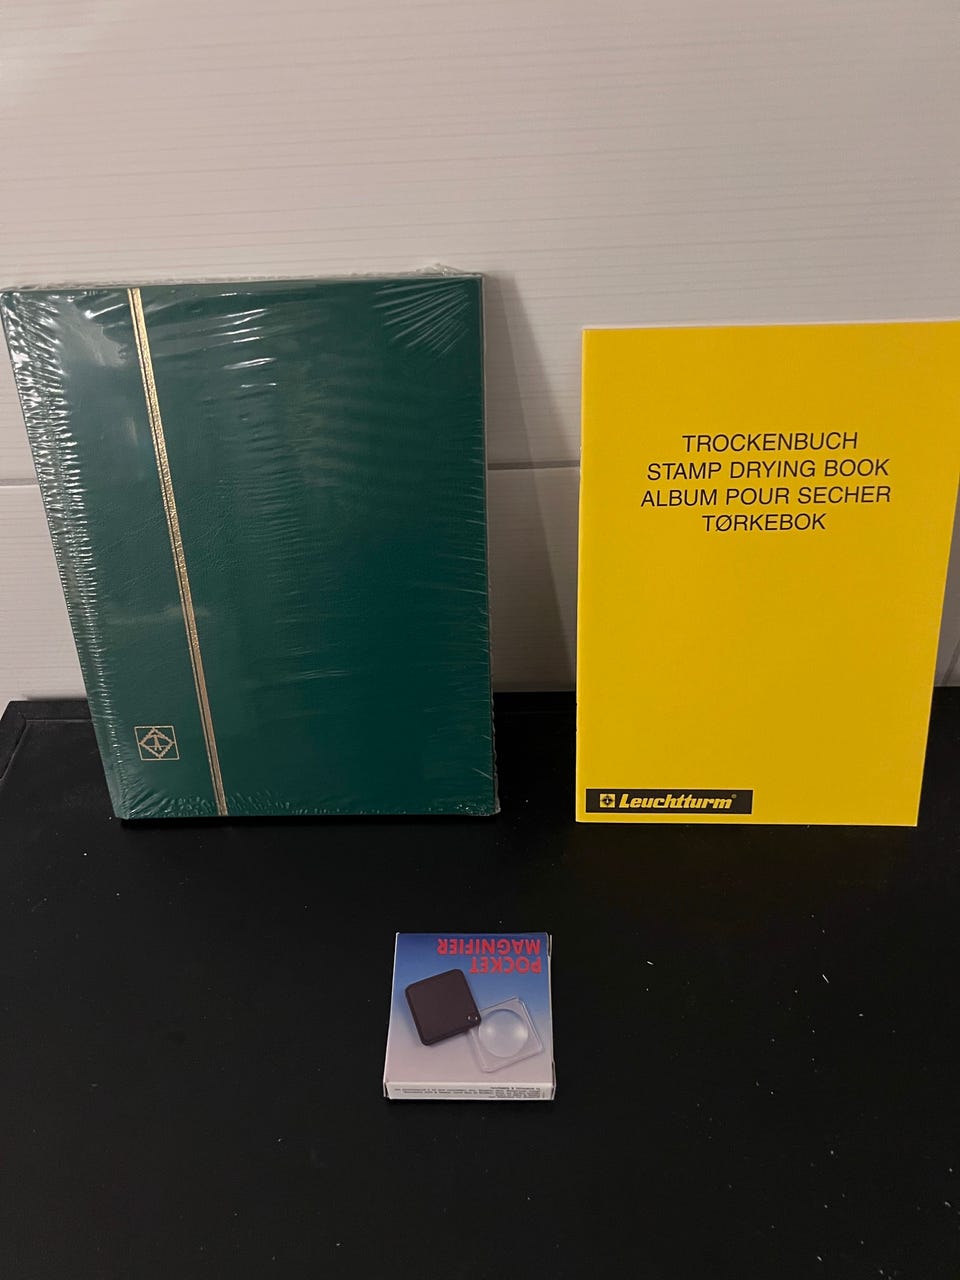 TROCKENBUCH
STAMP DRYING BOOK
ALBUM POUR SECHER
TØRKEBOK
Leuchtturm®
POCKET
MAGNIFIER